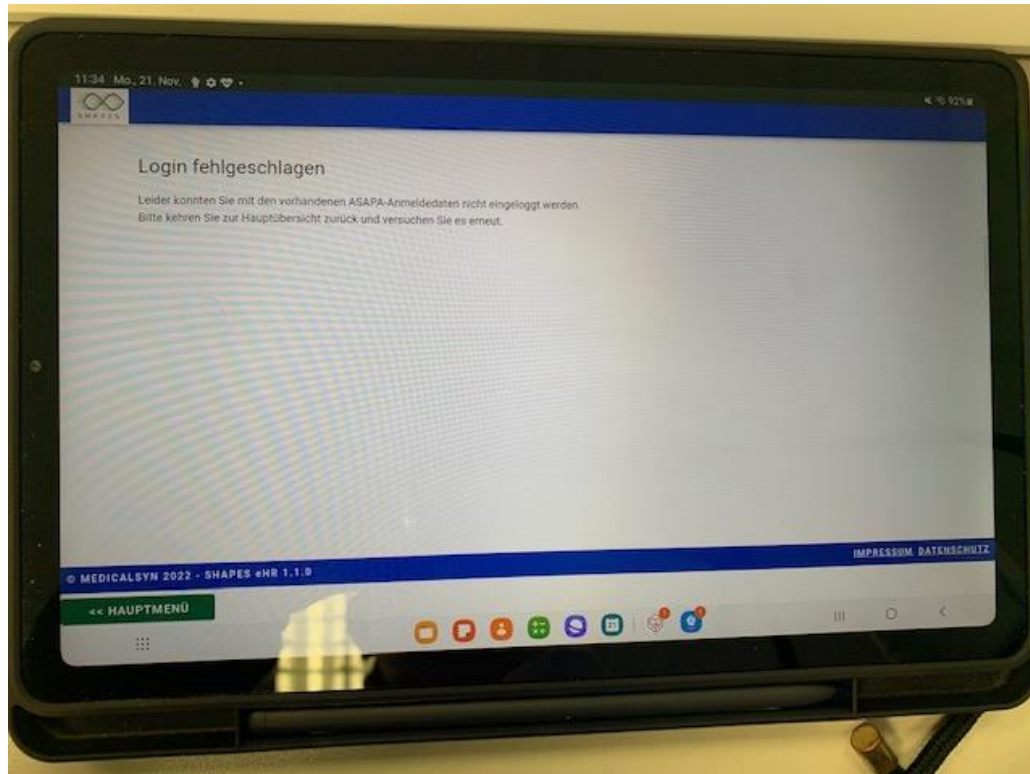 11:34 Mo., 21. Nov.
92%
SHAPES
Login fehlgeschlagen
Leider konnten Sie mit den vorhandenen ASAPA-Anmeldedaten nicht eingeloggt werden.
Bitte kehren Sie zur Hauptübersicht zurück und versuchen Sie es erneut.
IMPRESSUM DATENSCHUTZ
© MEDICALSYN 2022 - SHAPES eHR 1.1.0
<< HAUPTMENÜ